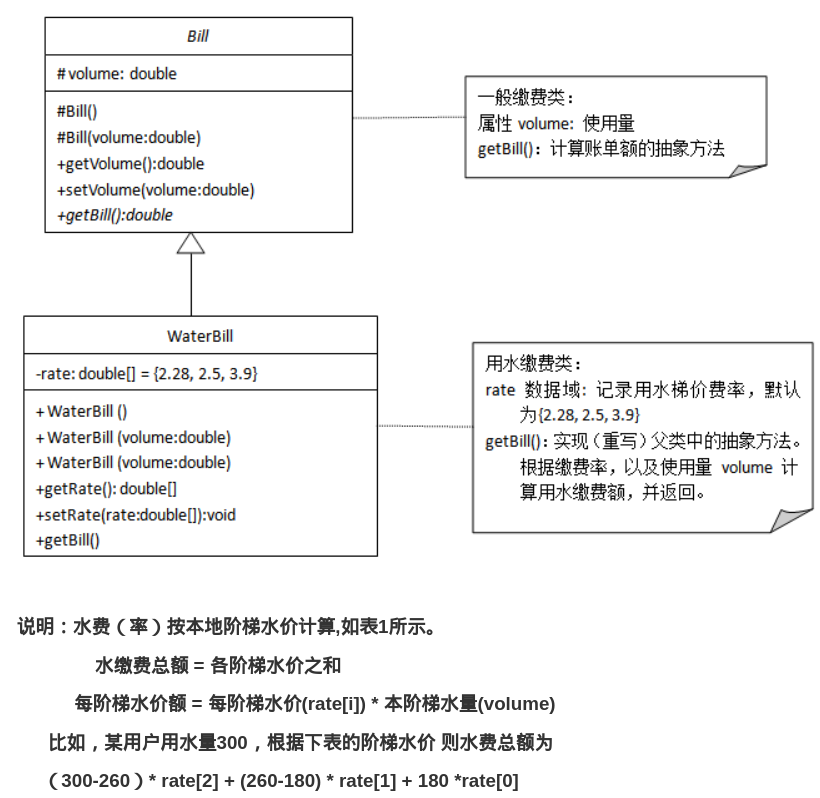 Bill
# volume: double
#Bill()
#Bill(volume:double)
+getVolume():double
+setVolume(volume:double)
+getBill():double
一般缴费类：
属性 volume: 使用量
getBill()：计算账单额的抽象方法
WaterBill
-rate: double[] = {2.28, 2.5, 3.9}
+ WaterBill ()
+ WaterBill (volume:double)
+ WaterBill (volume:double)
+getRate(): double[]
+setRate(rate:double[]):void
+getBill()
用水缴费类：
rate 数据域：记录用水梯价费率，默认
为{2.28, 2.5, 3.9}
getBill()：实现（重写）父类中的抽象方法。
根据缴费率，以及使用量 volume 计
算用水缴费额，并返回。
说明：水费（率）按本地阶梯水价计算,如表1所示。
水缴费总额 = 各阶梯水价之和
每阶梯水价额 = 每阶梯水价(rate[i]) * 本阶梯水量(volume)
比如，某用户用水量300，根据下表的阶梯水价 则水费总额为
（300-260）* rate[2] + (260-180) * rate[1] + 180 *rate[0]